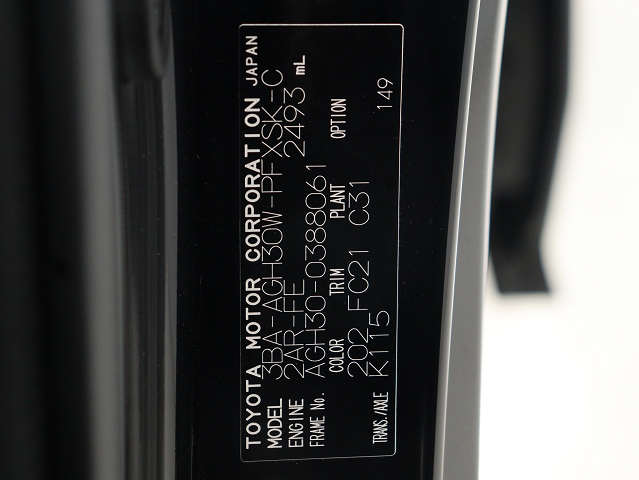 TOYOTA MOTOR CORPORATION JAPAN
MODEL 3BA-AGH30W-PFXSK-C
ENGINE 2AR-FE 2493 mL
FRAME No. AGH30-0388061
COLOR TRIM PLANT OPTION
202 FC21 C31 149
TRANS./AXLE K115